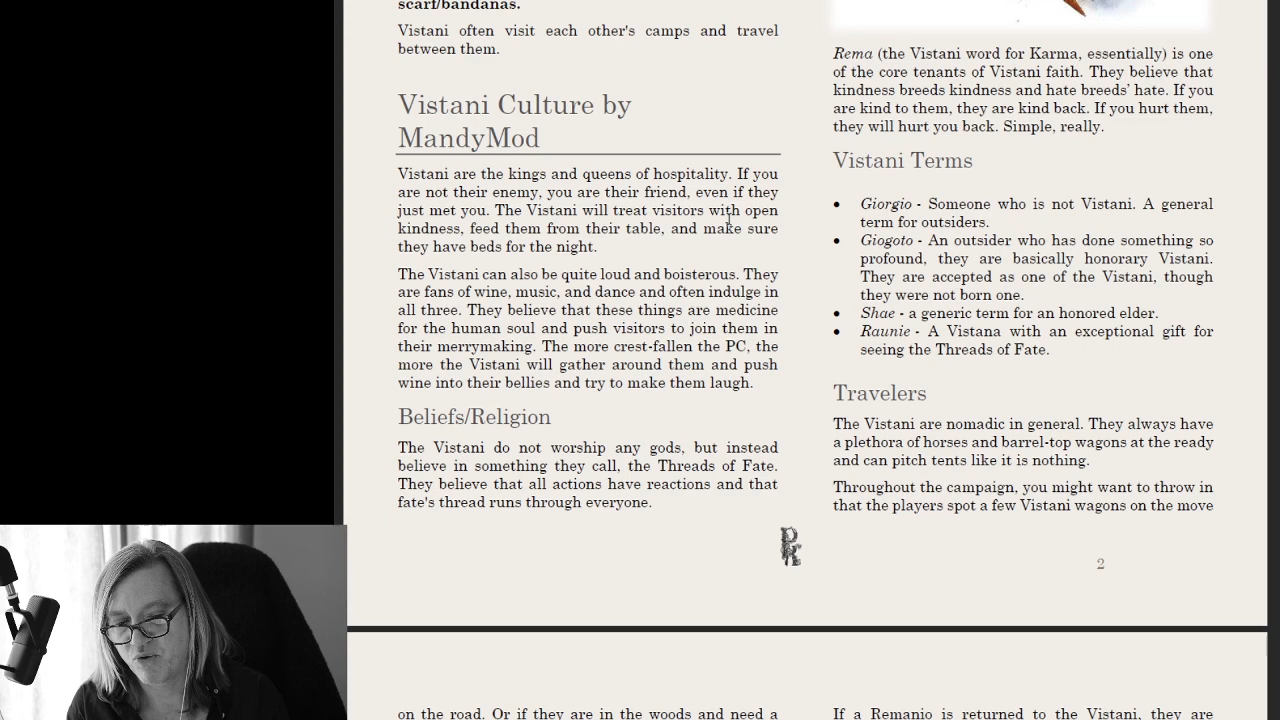 scarf/bandanas.
Vistani often visit each other's camps and travel
between them.
Vistani Culture by
MandyMod
Vistani are the kings and queens of hospitality. If you
are not their enemy, you are their friend, even if they
just met you. The Vistani will treat visitors with open
kindness, feed them from their table, and make sure
they have beds for the night.
The Vistani can also be quite loud and boisterous. They
are fans of wine, music, and dance and often indulge in
all three. They believe that these things are medicine
for the human soul and push visitors to join them in
their merrymaking. The more crest-fallen the PC, the
more the Vistani will gather around them and push
wine into their bellies and try to make them laugh.
Beliefs/Religion
The Vistani do not worship any gods, but instead
believe in something they call, the Threads of Fate.
They believe that all actions have reactions and that
fate's thread runs through everyone.
Rema (the Vistani word for Karma, essentially) is one
of the core tenants of Vistani faith. They believe that
kindness breeds kindness and hate breeds' hate. If you
are kind to them, they are kind back. If you hurt them,
they will hurt you back. Simple, really.
Vistani Terms
• Giorgio - Someone who is not Vistani. A general
term for outsiders.
• Giogoto - An outsider who has done something so
profound, they are basically honorary Vistani.
They are accepted as one of the Vistani, though
they were not born one.
• Shae - a generic term for an honored elder.
• Raunie - A Vistana with an exceptional gift for
seeing the Threads of Fate.
Travelers
The Vistani are nomadic in general. They always have
a plethora of horses and barrel-top wagons at the ready
and can pitch tents like it is nothing.
Throughout the campaign, you might want to throw in
that the players spot a few Vistani wagons on the move
2
on the road. Or if they are in the woods and need a
If a Remanio is returned to the Vistani, they are